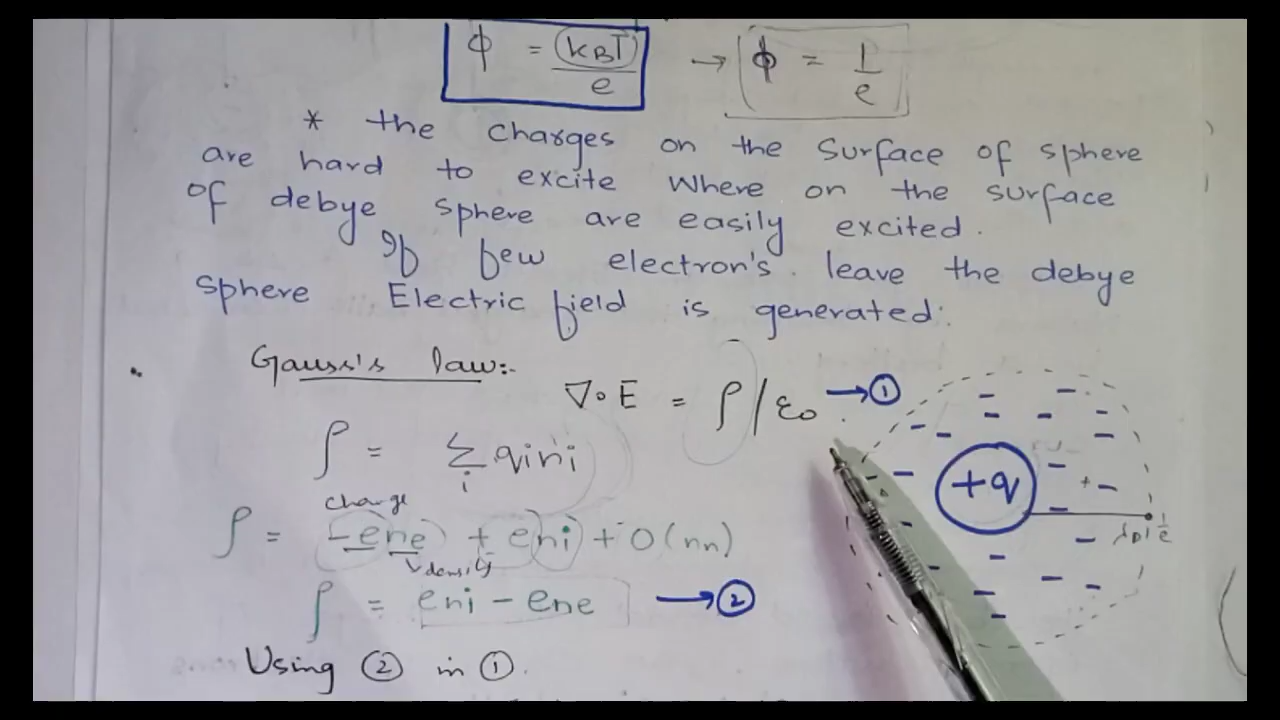 ϕ = kBT/e → ϕ = 1/e
* the charges on the surface of sphere
are hard to excite where on the surface
of debye sphere are easily excited.
If few electron's leave the debye
sphere Electric field is generated.
Gauss's law:-
∇∘E = ρ/ε₀ → ①
ρ = Σi qini
charge
ρ = -ene + eni + 0(nn)
density
ρ = eni - ene → ②
Using ② in ①.
+q